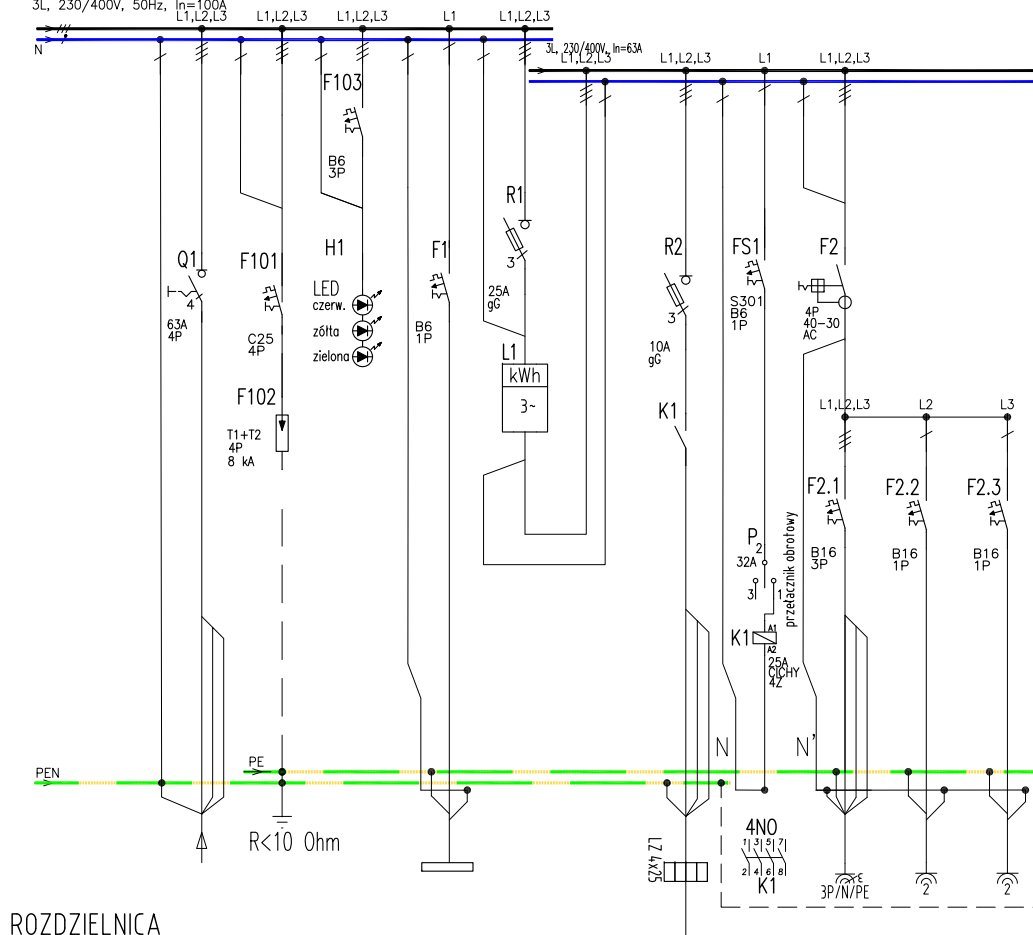 3L, 230/400V, 50Hz, In=100A
L1,L2,L3
L1,L2,L3
L1,L2,L3
L1
L1,L2,L3
N
3L, 230/400V, In=63A
L1,L2,L3
L1,L2,L3
L1
L1,L2,L3
F103
B6
3P
R1
3
25A
gG
Q1
4
63A
4P
F101
C25
4P
H1
LED
czerw.
żółta
zielona
F1
B6
1P
R2
3
10A
gG
FS1
S301
B6
1P
F2
4P
40-30
AC
L1
kWh
3~
F102
T1+T2
4P
8 kA
K1
L1,L2,L3
L2
L3
F2.1
B16
3P
F2.2
B16
1P
F2.3
B16
1P
P2
32A
3
1
przełacznik obrotowy
K1
A1
A2
25A
CICHY
4Z
N
N'
PE
PEN
R<10 Ohm
LZ 4x25
4NO
1 3 5 7
2 4 6 8
K1
3P/N/PE
2
2
ROZDZIELNICA